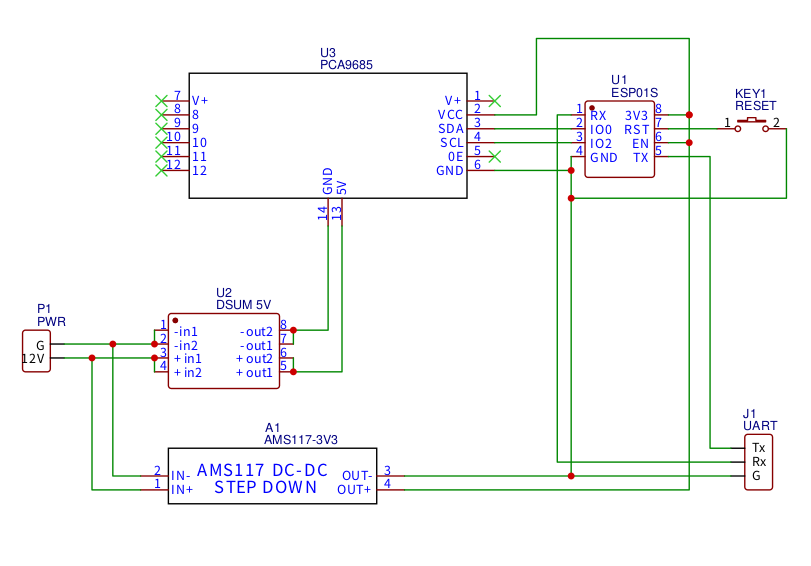 U3
PCA9685
7 V+
8 8
9 9
10 10
11 11
12 12
V+ 1
VCC 2
SDA 3
SCL 4
0E 5
GND 6
GND 14
5V 13
U1
ESP01S
1 RX 3V3 8
2 IO0 RST 7
3 IO2 EN 6
4 GND TX 5
KEY1
RESET
1 2
P1
PWR
G
12V
U2
DSUM 5V
1 -in1 -out2 8
2 -in2 -out1 7
3 +in1 +out2 6
4 +in2 +out1 5
A1
AMS117-3V3
2 IN- AMS117 DC-DC OUT- 3
1 IN+ STEP DOWN OUT+ 4
J1
UART
Tx
Rx
G